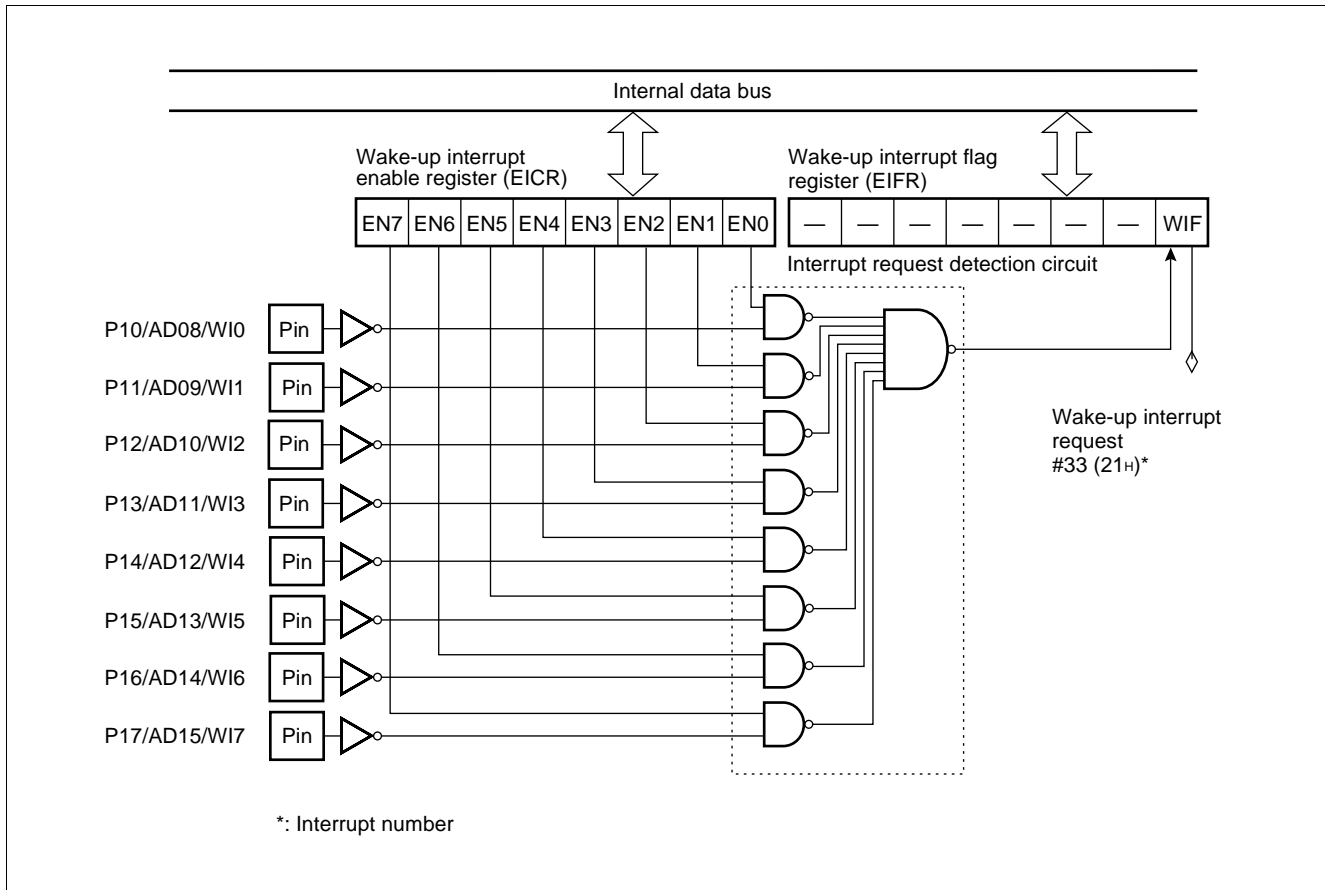 Internal data bus
Wake-up interrupt
enable register (EICR)
Wake-up interrupt flag
register (EIFR)
EN7 EN6 EN5 EN4 EN3 EN2 EN1 EN0
— — — — — — — WIF
Interrupt request detection circuit
P10/AD08/WI0 Pin
P11/AD09/WI1 Pin
P12/AD10/WI2 Pin
P13/AD11/WI3 Pin
P14/AD12/WI4 Pin
P15/AD13/WI5 Pin
P16/AD14/WI6 Pin
P17/AD15/WI7 Pin
Wake-up interrupt
request
#33 (21H)*
*: Interrupt number